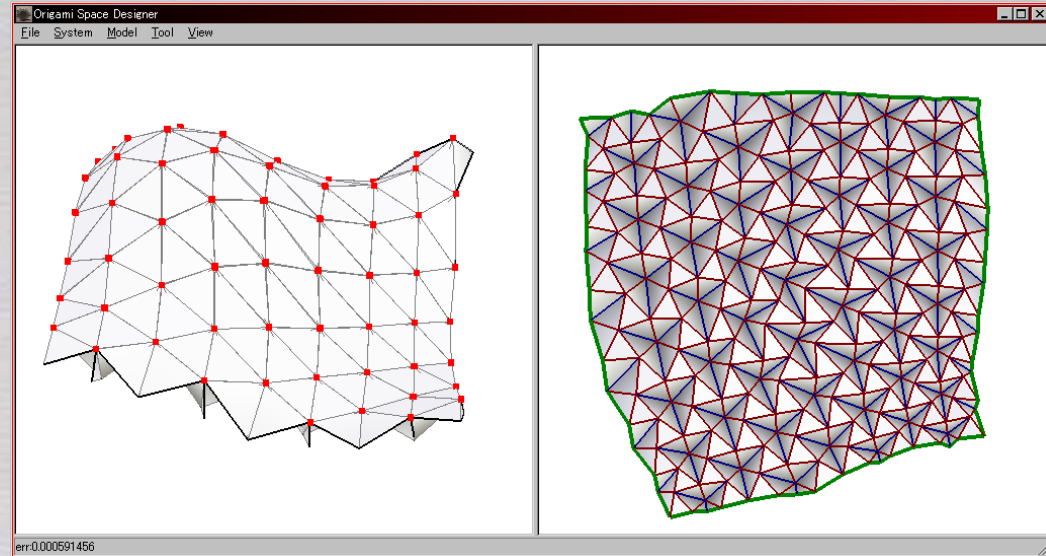 Origami Space Designer
File System Model Tool View
err:0.000591456